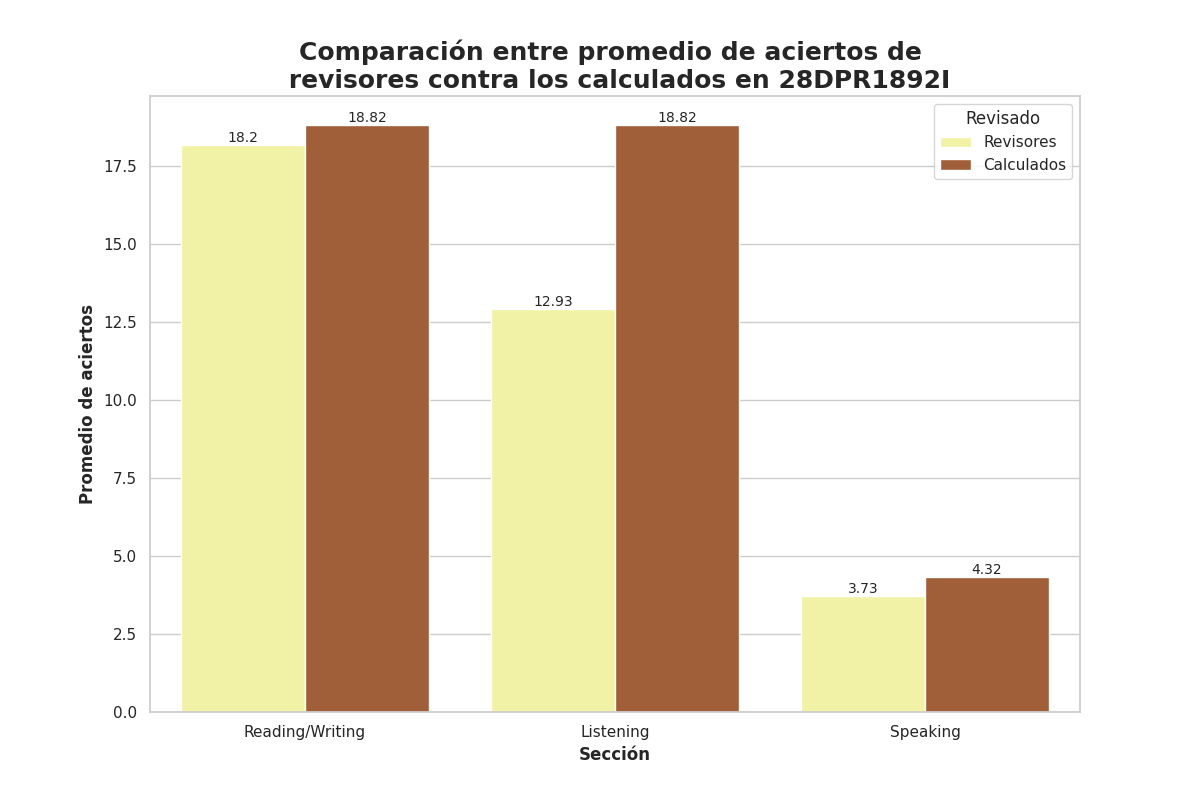 Comparación entre promedio de aciertos de
revisores contra los calculados en 28DPR1892I
Revisado
Revisores
Calculados
18.2
18.82
12.93
18.82
3.73
4.32
Promedio de aciertos
17.5
15.0
12.5
10.0
7.5
5.0
2.5
0.0
Reading/Writing
Listening
Speaking
Sección